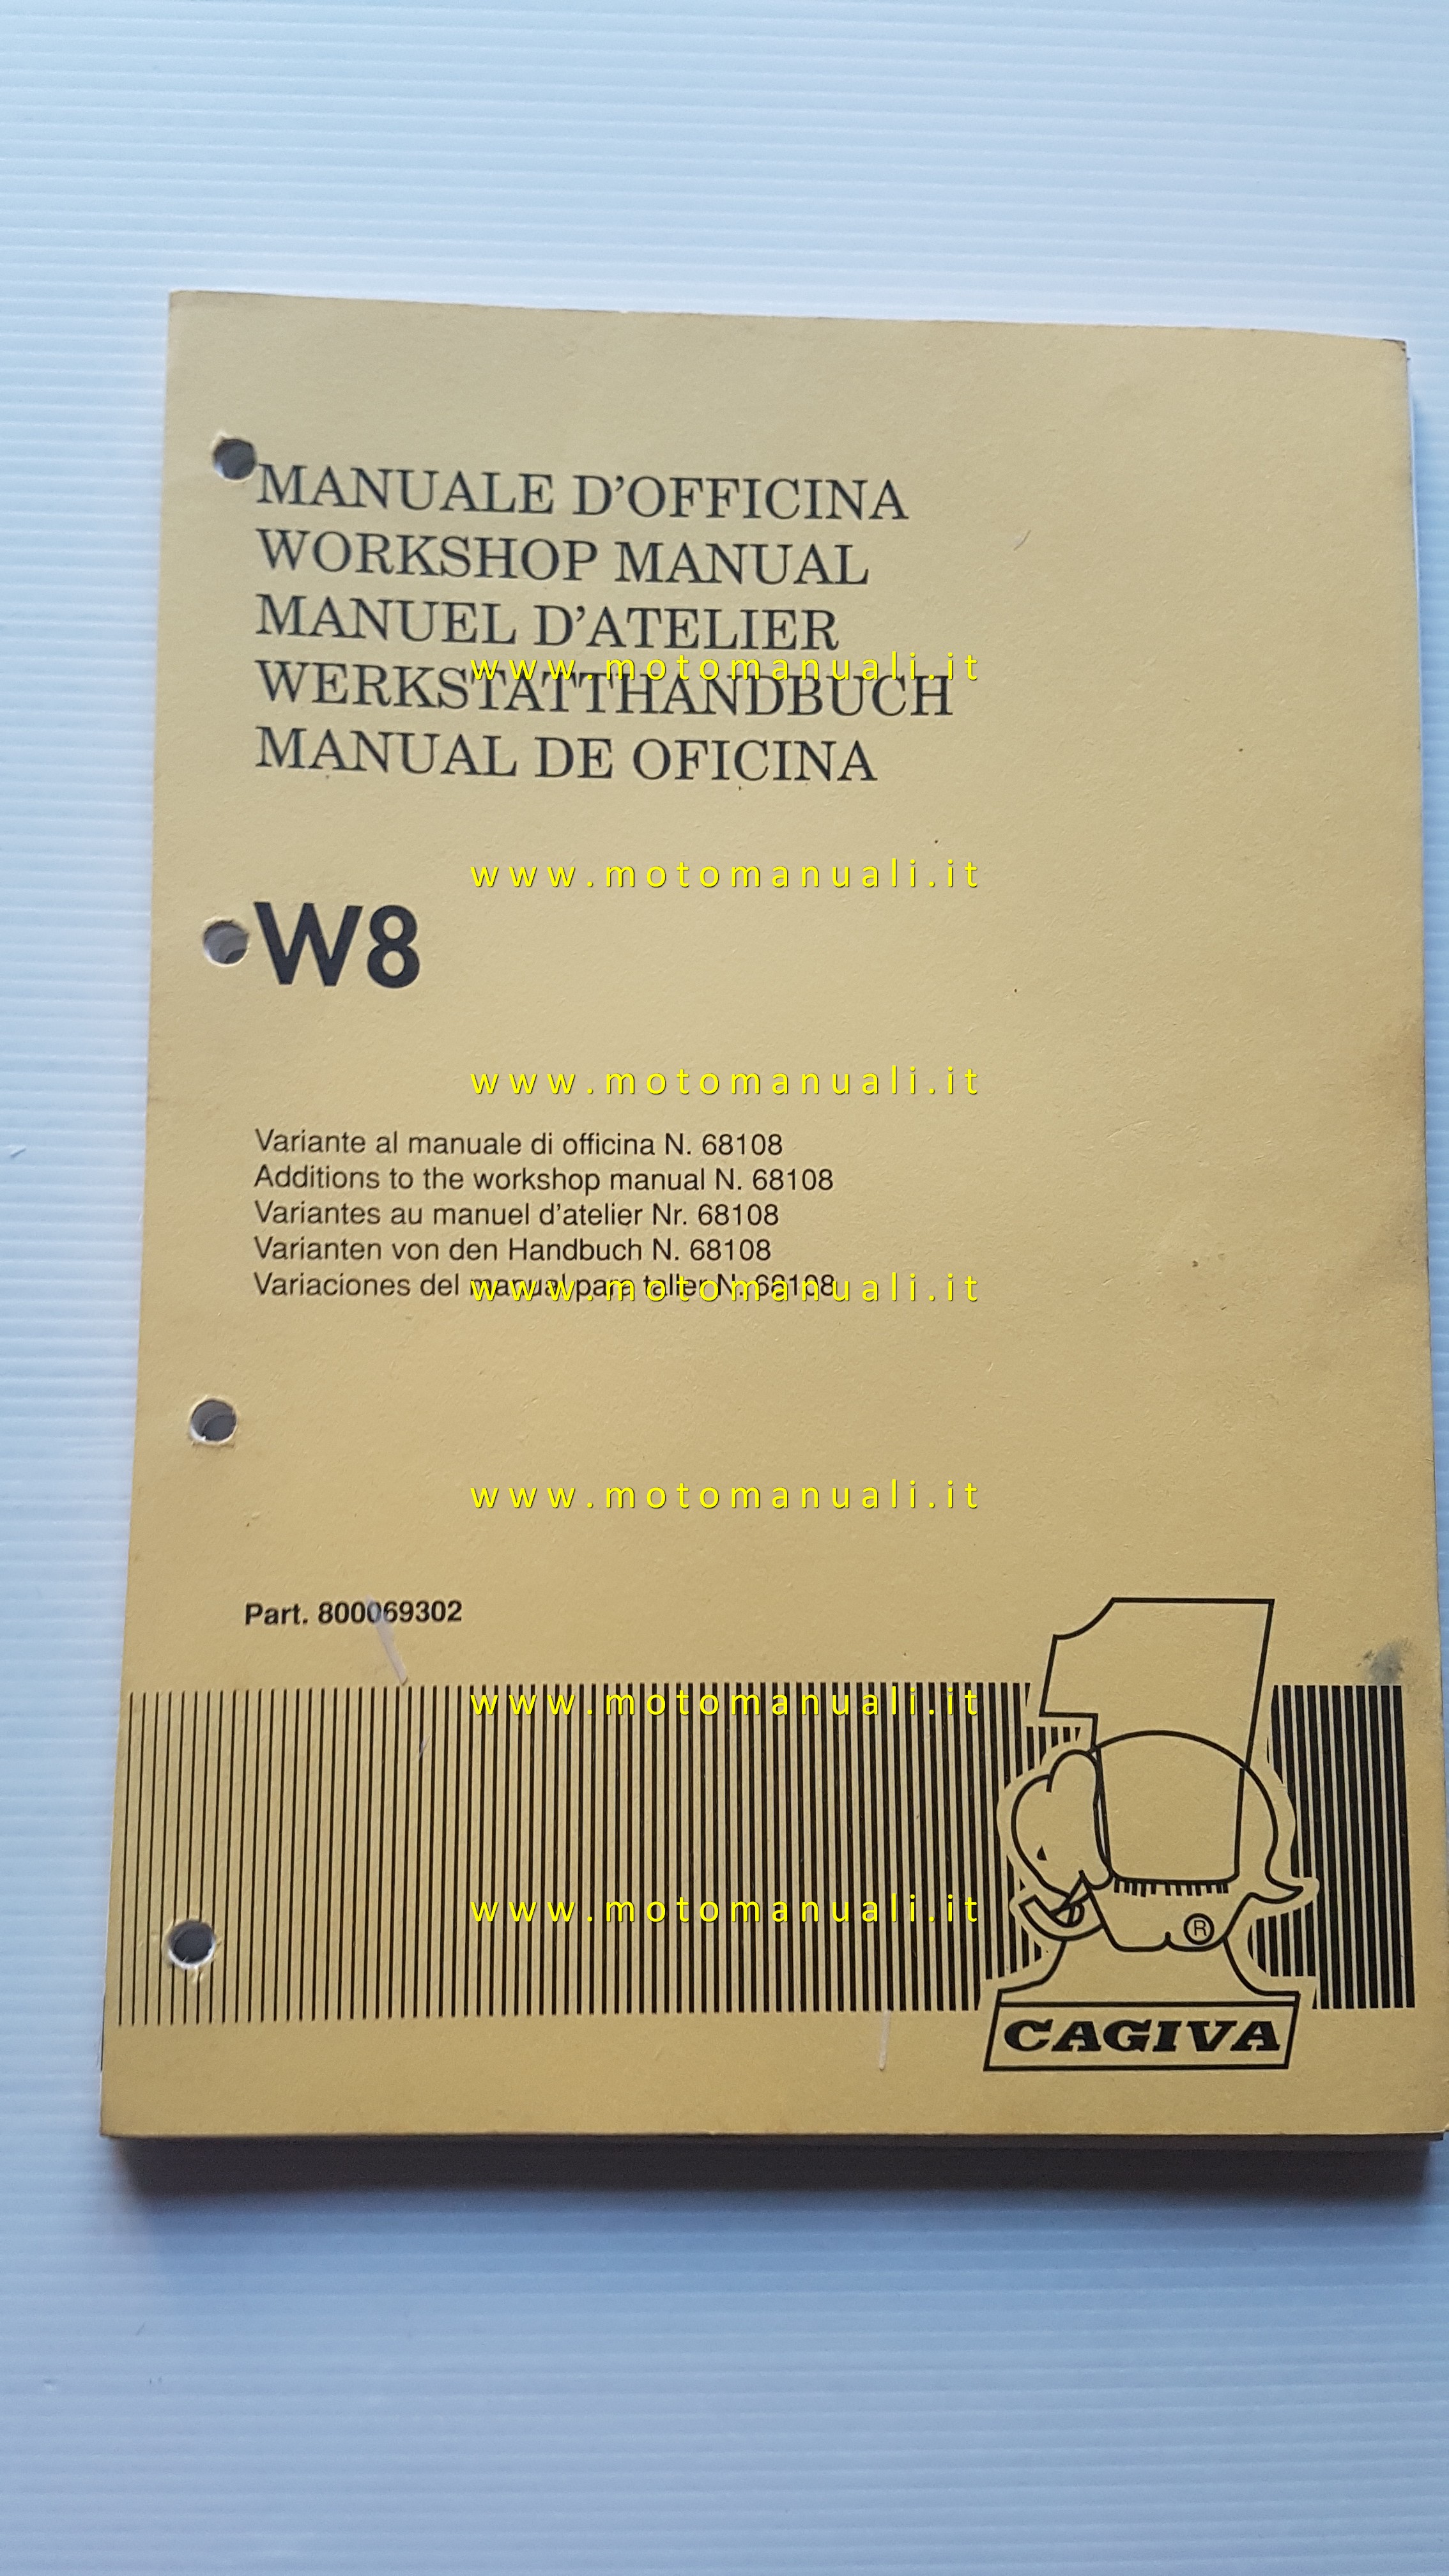 MANUALE D'OFFICINA
WORKSHOP MANUAL
MANUEL D'ATELIER
www.motomanuali.it
WERKSTATTHANDBUCH
MANUAL DE OFICINA
www.motomanuali.it
W8
www.motomanuali.it
Variante al manuale di officina N. 68108
Additions to the workshop manual N. 68108
Variantes au manuel d'atelier Nr. 68108
Varianten von den Handbuch N. 68108
Variaciones del manual para taller N. 68108
www.motomanuali.it
www.motomanuali.it
Part. 800069302
www.motomanuali.it
www.motomanuali.it
®
CAGIVA